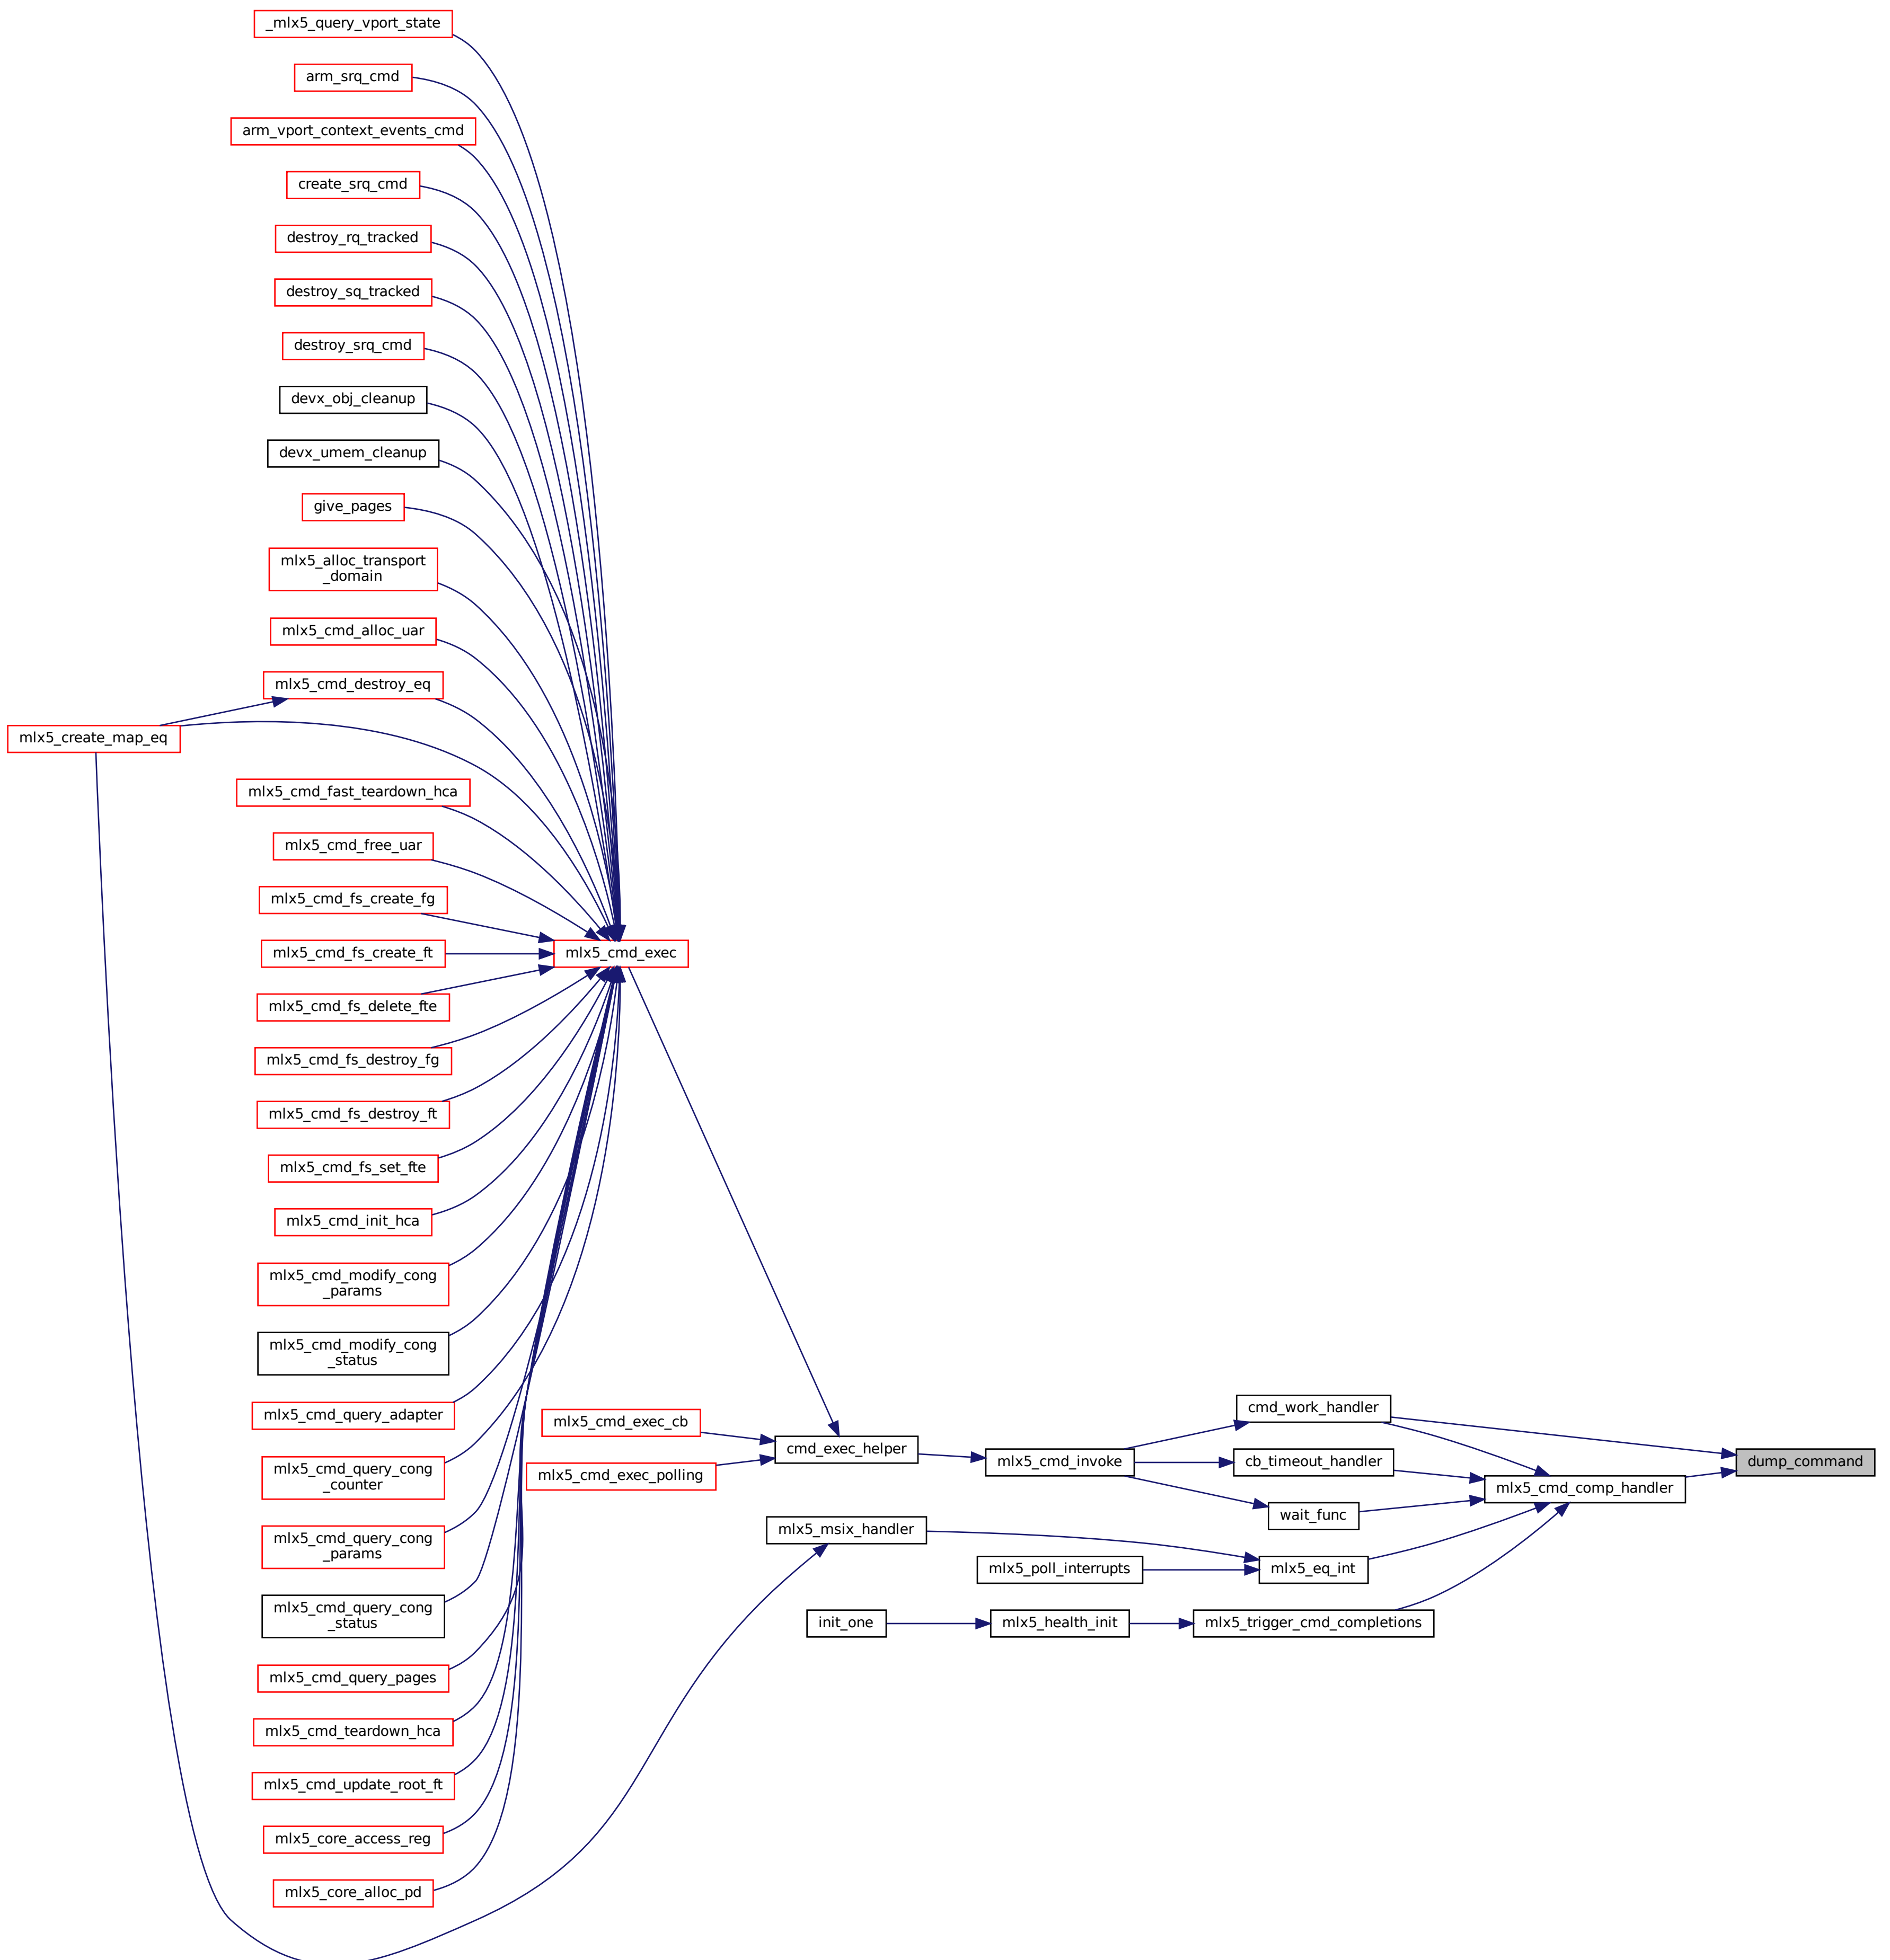 _mlx5_query_vport_state
arm_srq_cmd
arm_vport_context_events_cmd
create_srq_cmd
destroy_rq_tracked
destroy_sq_tracked
destroy_srq_cmd
devx_obj_cleanup
devx_umem_cleanup
give_pages
mlx5_alloc_transport
_domain
mlx5_cmd_alloc_uar
mlx5_cmd_destroy_eq
mlx5_create_map_eq
mlx5_cmd_fast_teardown_hca
mlx5_cmd_free_uar
mlx5_cmd_fs_create_fg
mlx5_cmd_fs_create_ft
mlx5_cmd_exec
mlx5_cmd_fs_delete_fte
mlx5_cmd_fs_destroy_fg
mlx5_cmd_fs_destroy_ft
mlx5_cmd_fs_set_fte
mlx5_cmd_init_hca
mlx5_cmd_modify_cong
_params
mlx5_cmd_modify_cong
_status
mlx5_cmd_query_adapter
mlx5_cmd_query_cong
_counter
mlx5_cmd_query_cong
_params
mlx5_cmd_query_cong
_status
mlx5_cmd_query_pages
mlx5_cmd_teardown_hca
mlx5_cmd_update_root_ft
mlx5_core_access_reg
mlx5_core_alloc_pd
mlx5_cmd_exec_cb
mlx5_cmd_exec_polling
cmd_exec_helper
mlx5_cmd_invoke
cmd_work_handler
cb_timeout_handler
wait_func
mlx5_cmd_comp_handler
dump_command
mlx5_msix_handler
mlx5_poll_interrupts
mlx5_eq_int
init_one
mlx5_health_init
mlx5_trigger_cmd_completions